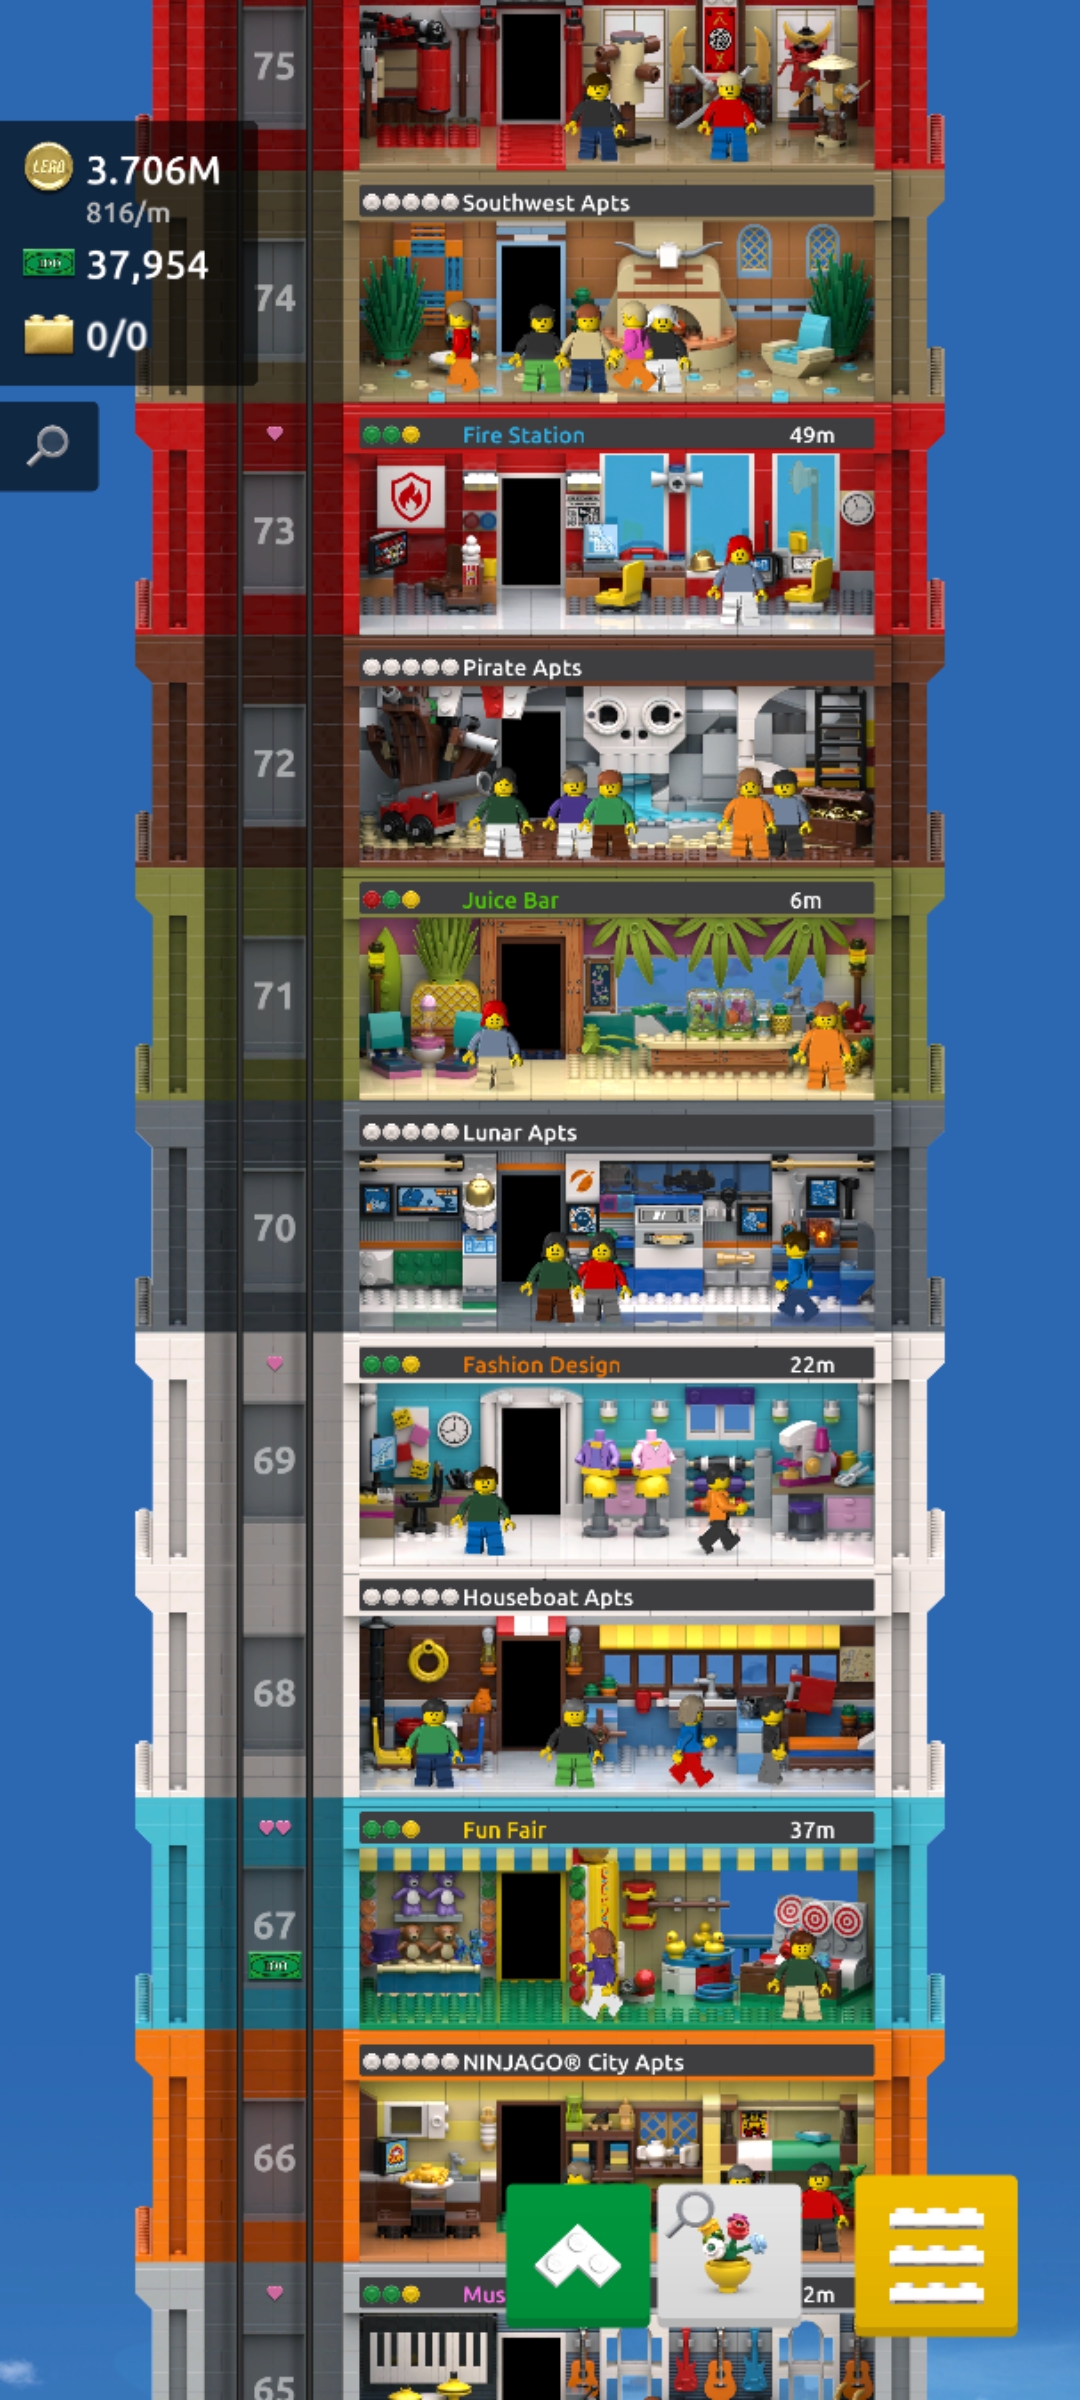 75
LEGO
3.706M
816/m
37,954
0/0
Southwest Apts
74
Fire Station 49m
73
Pirate Apts
72
Juice Bar 6m
71
Lunar Apts
70
Fashion Design 22m
69
Houseboat Apts
68
Fun Fair 37m
67
NINJAGO® City Apts
66
Mus 2m
65